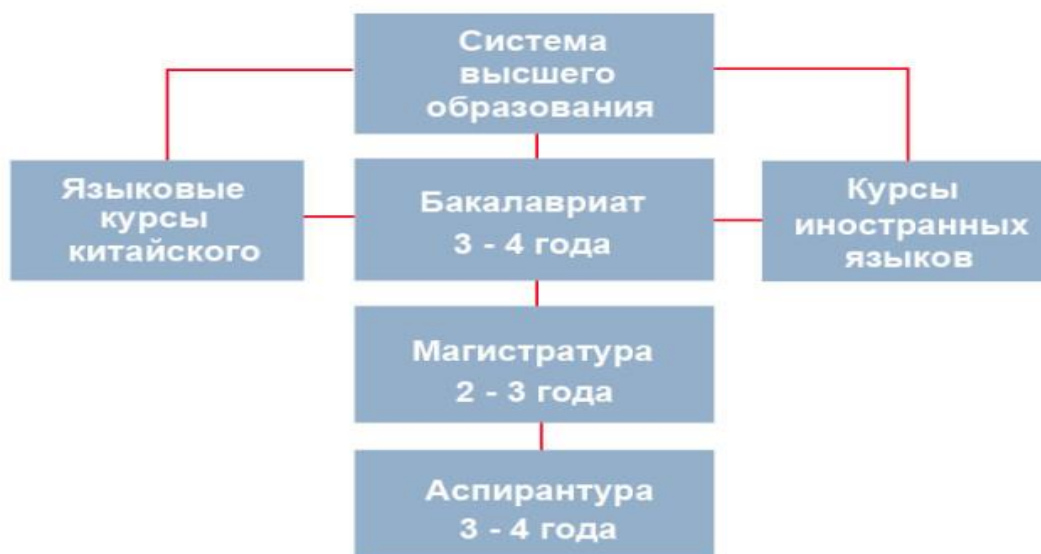 Система
высшего
образования
Языковые
курсы
китайского
Бакалавриат
3 - 4 года
Курсы
иностранных
языков
Магистратура
2 - 3 года
Аспирантура
3 - 4 года